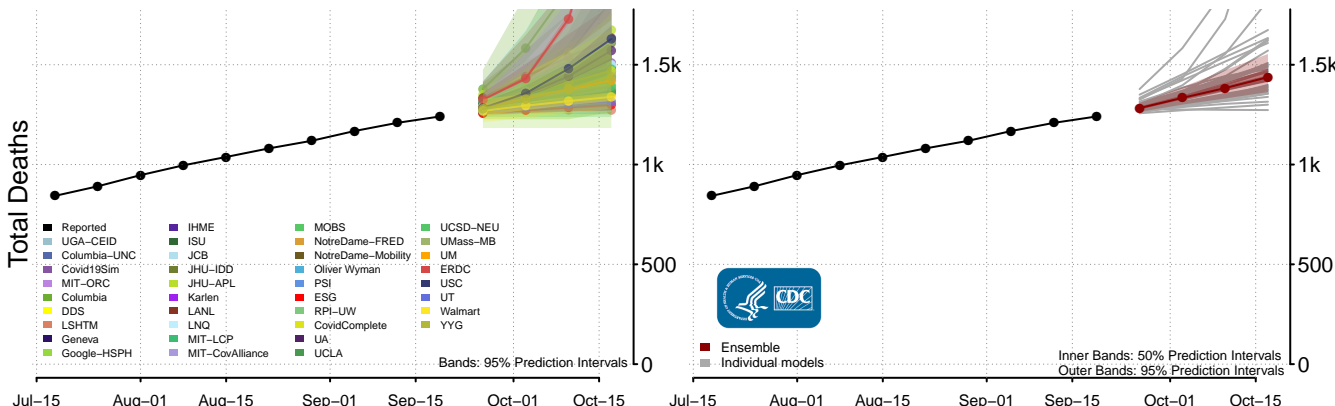 Total Deaths
1.5k
1k
500
0
Reported
UGA−CEID
Columbia−UNC
Covid19Sim
MIT−ORC
Columbia
DDS
LSHTM
Geneva
Google−HSPH
IHME
ISU
JCB
JHU−IDD
JHU−APL
Karlen
LANL
LNQ
MIT−LCP
MIT−CovAlliance
MOBS
NotreDame−FRED
NotreDame−Mobility
Oliver Wyman
PSI
ESG
RPI−UW
CovidComplete
UA
UCLA
UCSD−NEU
UMass−MB
UM
ERDC
USC
UT
Walmart
YYG
Bands: 95% Prediction Intervals
Jul−15 Aug−01 Aug−15 Sep−01 Sep−15 Oct−01 Oct−15
1.5k
1k
500
0
CDC
Ensemble
Individual models
Inner Bands: 50% Prediction Intervals
Outer Bands: 95% Prediction Intervals
Jul−15 Aug−01 Aug−15 Sep−01 Sep−15 Oct−01 Oct−15